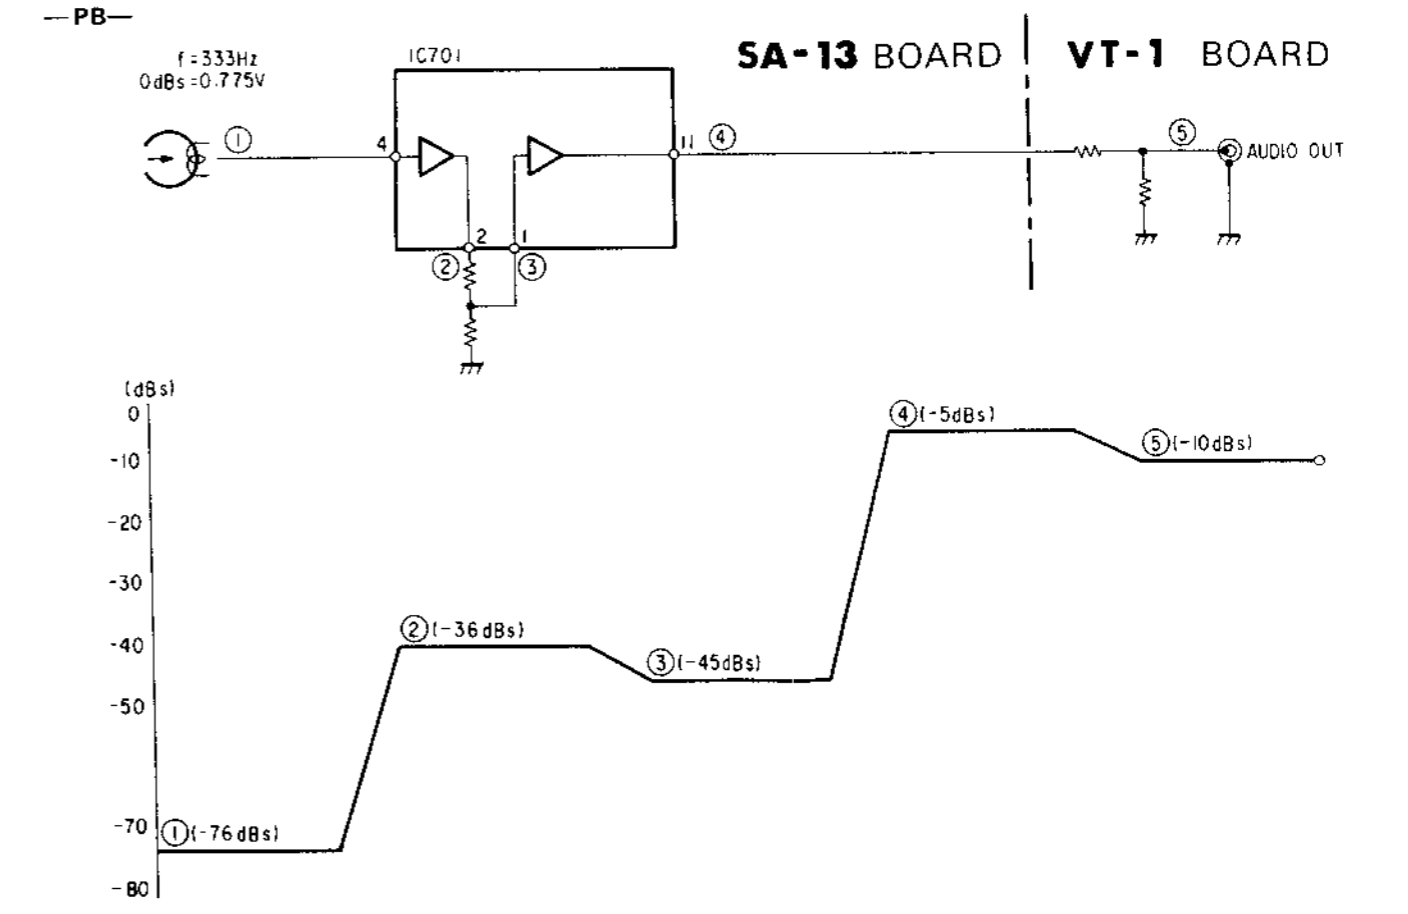 —PB—
f=333Hz
0dBs=0.775V
IC701
SA-13 BOARD
VT-1 BOARD
①
4
11
④
⑤
AUDIO OUT
2
1
②
③
(dBs)
0
-10
-20
-30
-40
-50
-70
-80
④(-5dBs)
⑤(-10dBs)
②(-36dBs)
③(-45dBs)
①(-76dBs)